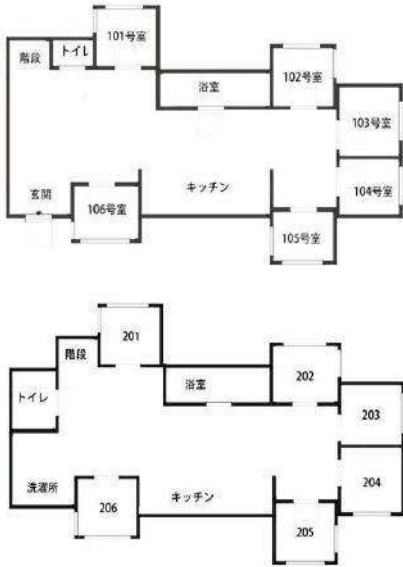 101号室
階段
トイレ
102号室
浴室
103号室
キッチン
玄関
106号室
104号室
105号室
201
階段
202
トイレ
浴室
203
204
洗濯所
206
キッチン
205